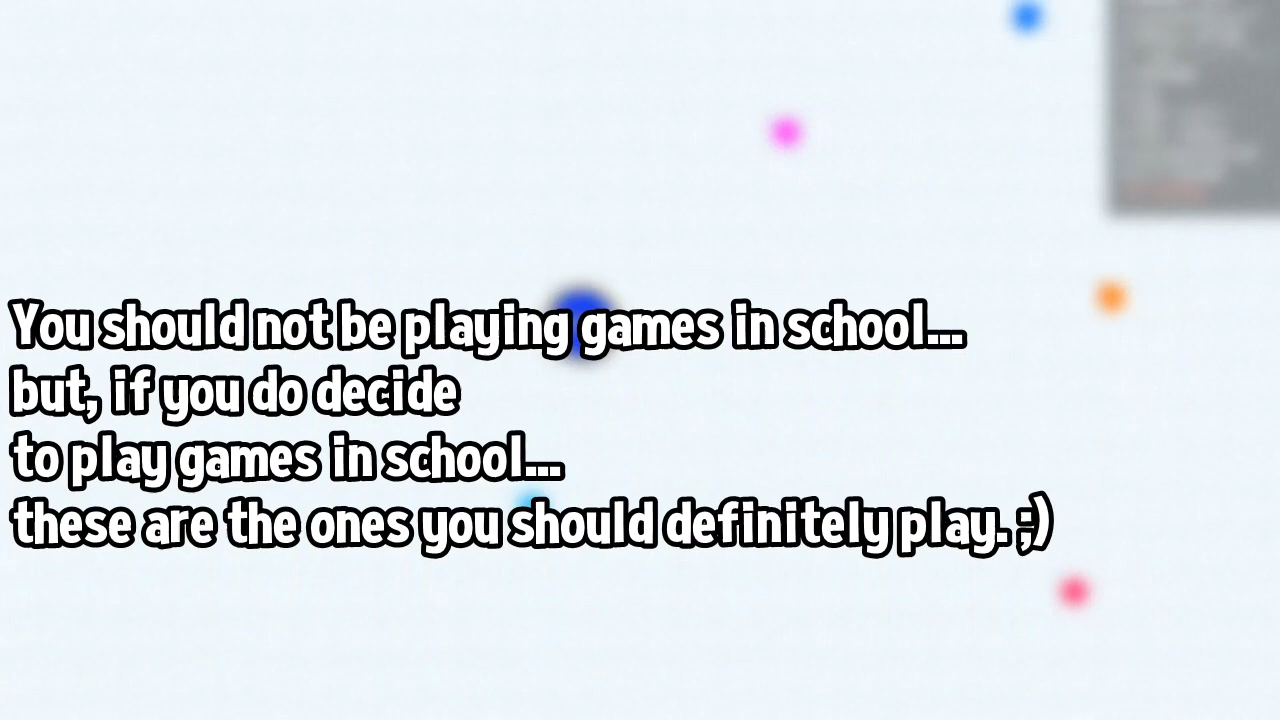 You should not be playing games in school...
but, if you do decide
to play games in school...
these are the ones you should definitely play. ;)